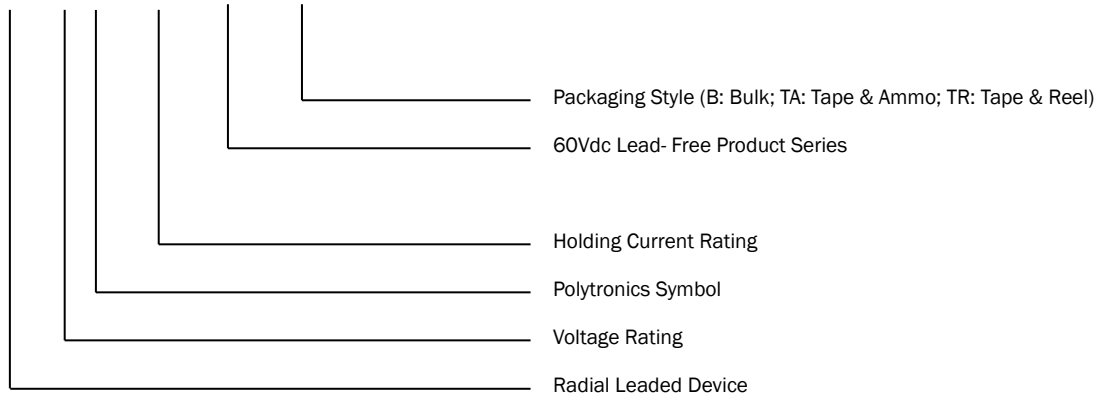 Packaging Style (B: Bulk; TA: Tape & Ammo; TR: Tape & Reel)
60Vdc Lead- Free Product Series
Holding Current Rating
Polytronics Symbol
Voltage Rating
Radial Leaded Device